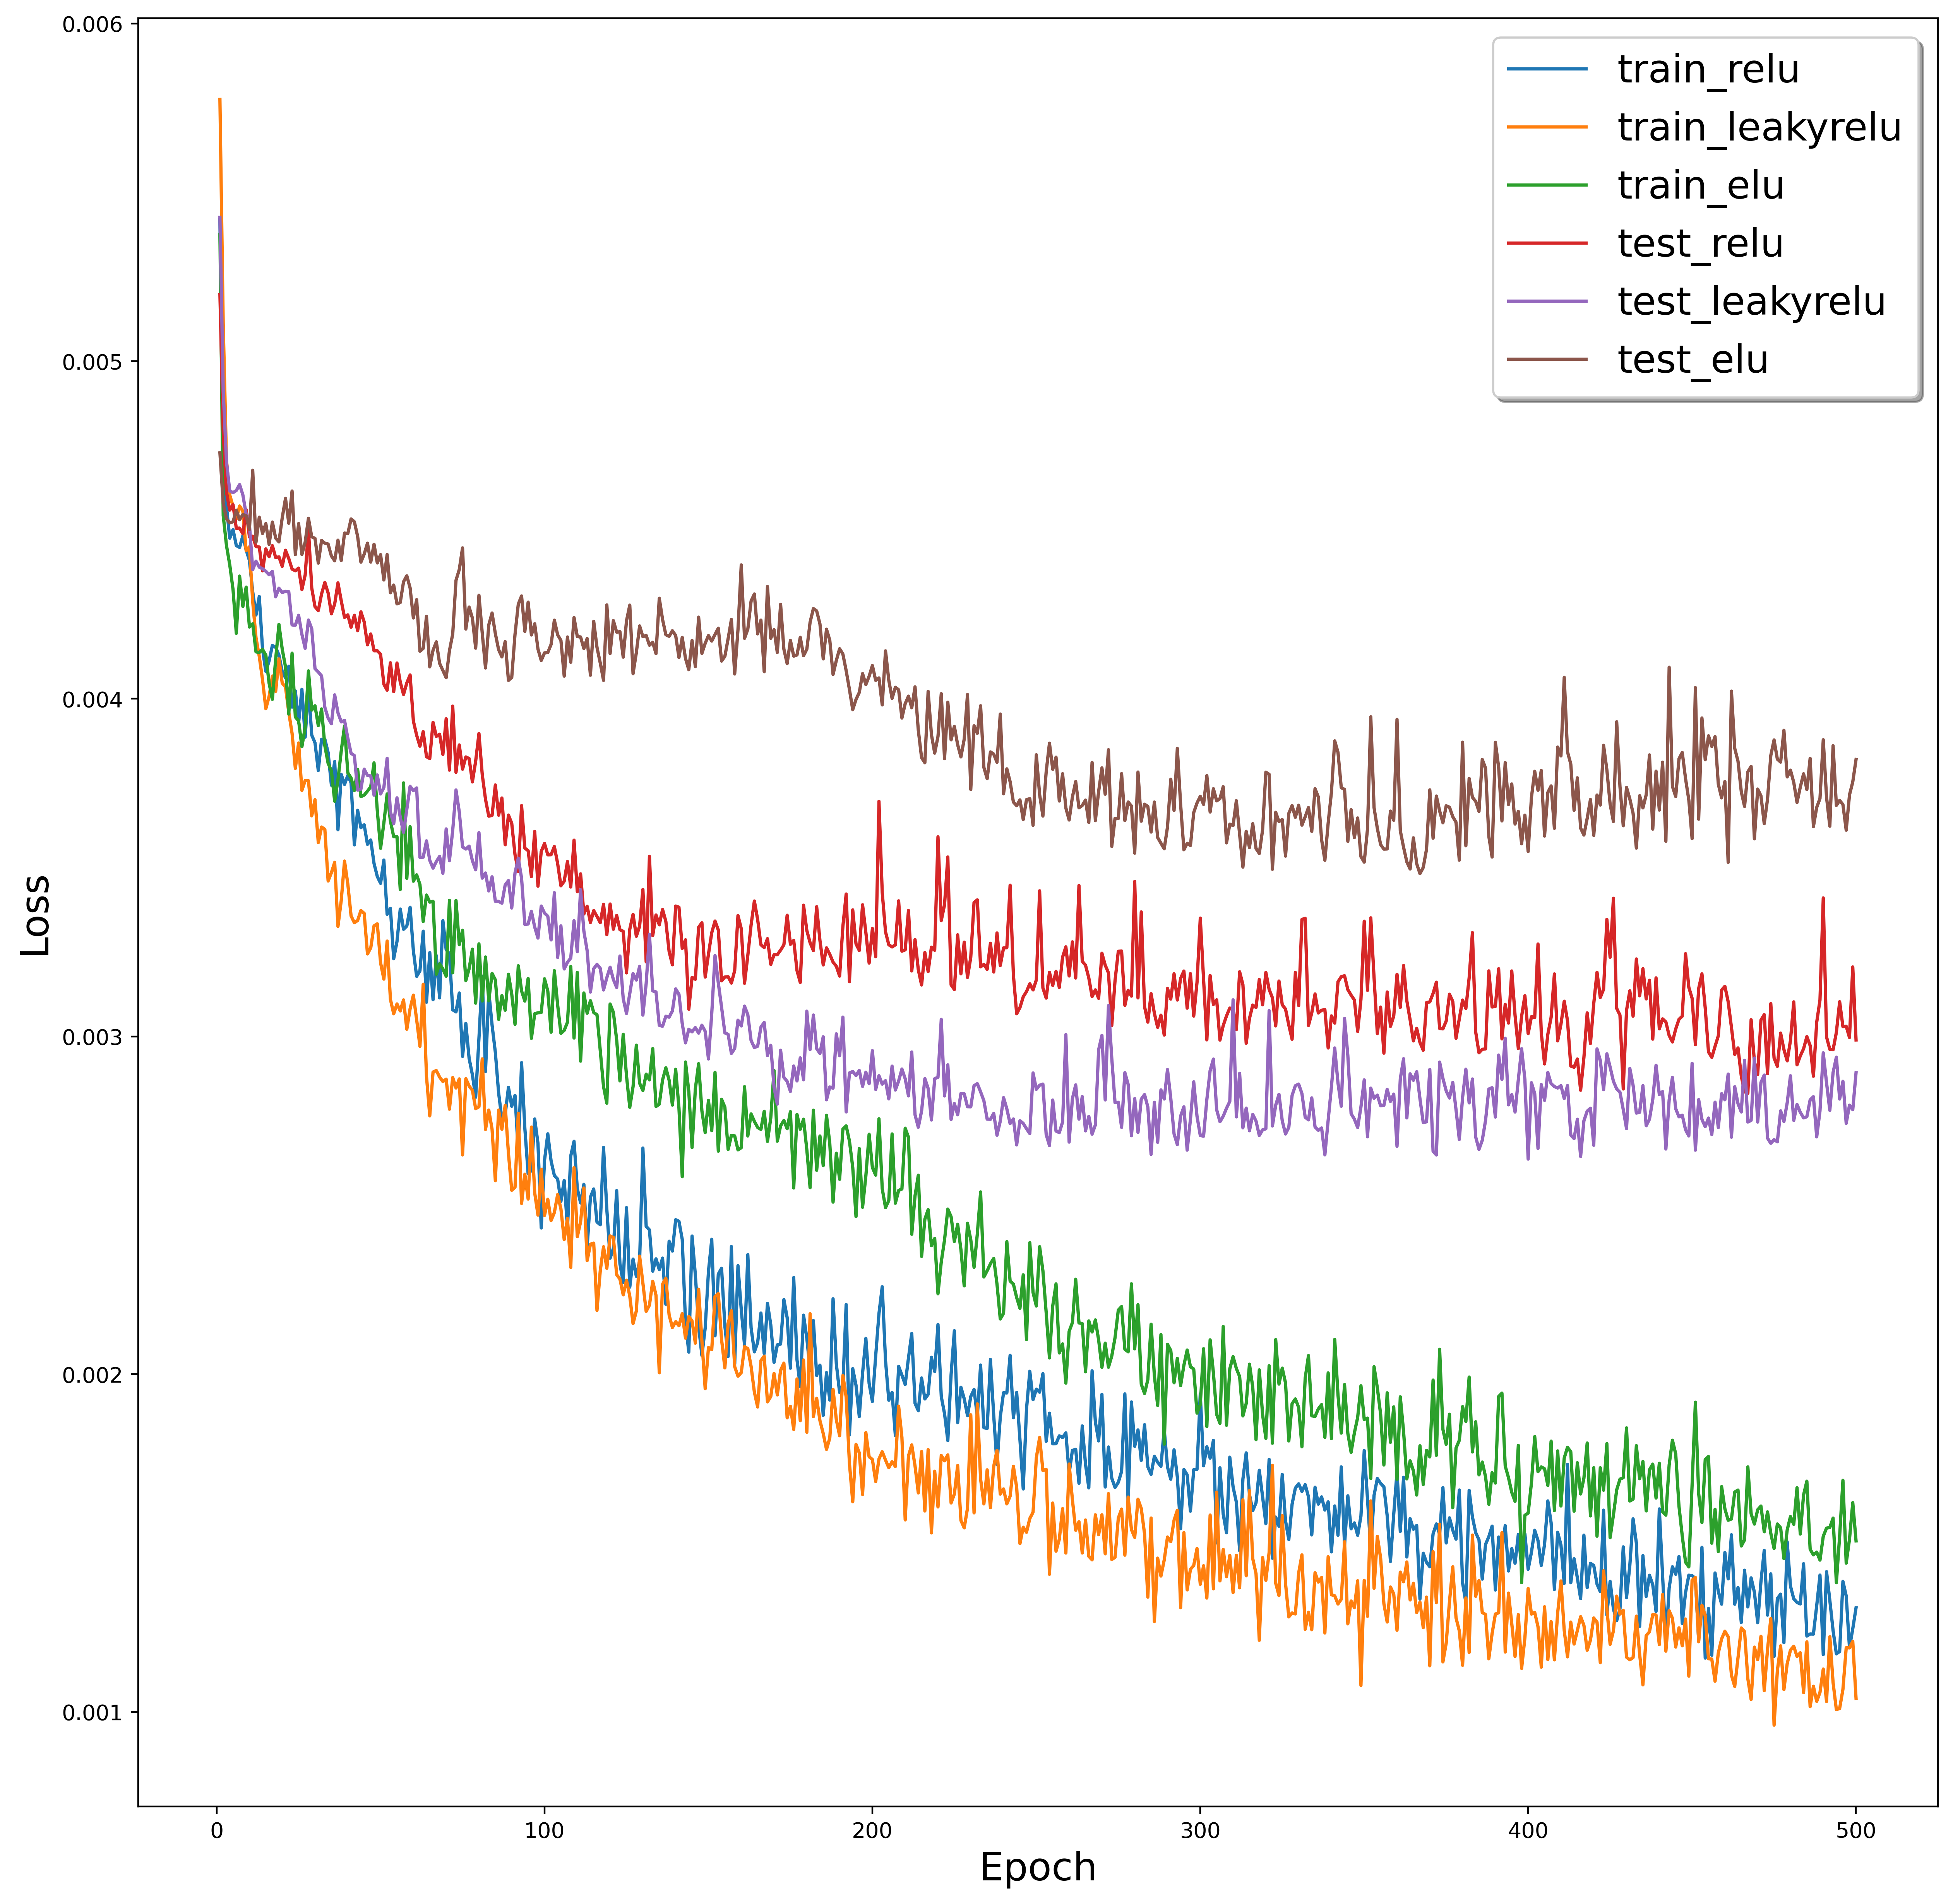 0.006
0.005
0.004
0.003
0.002
0.001
Loss
train_relu
train_leakyrelu
train_elu
test_relu
test_leakyrelu
test_elu
0 100 200 300 400 500
Epoch